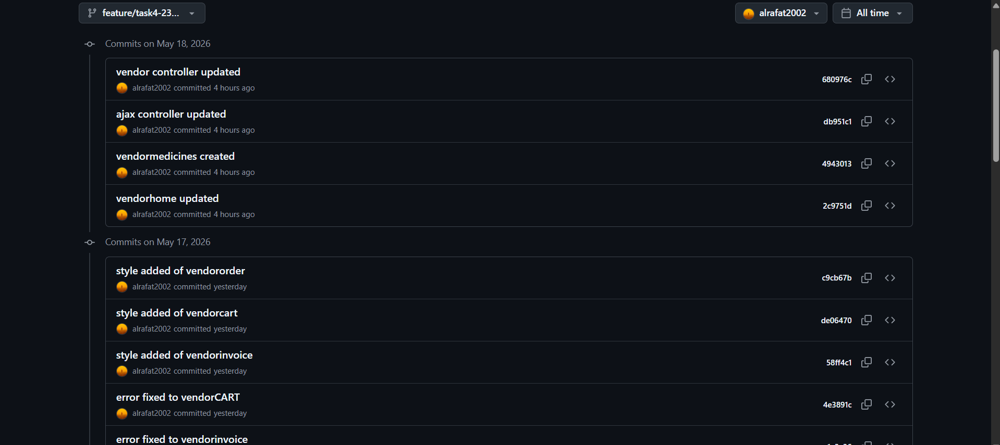 feature/task4-23...
alrafat2002
All time
Commits on May 18, 2026
vendor controller updated
alrafat2002 committed 4 hours ago
680976c
ajax controller updated
alrafat2002 committed 4 hours ago
db951c1
vendormedicines created
alrafat2002 committed 4 hours ago
4943013
vendorhome updated
alrafat2002 committed 4 hours ago
2c9751d
Commits on May 17, 2026
style added of vendororder
alrafat2002 committed yesterday
c9cb67b
style added of vendorcart
alrafat2002 committed yesterday
de06470
style added of vendorinvoice
alrafat2002 committed yesterday
58ff4c1
error fixed to vendorCART
alrafat2002 committed yesterday
4e3891c
error fixed to vendorinvoice